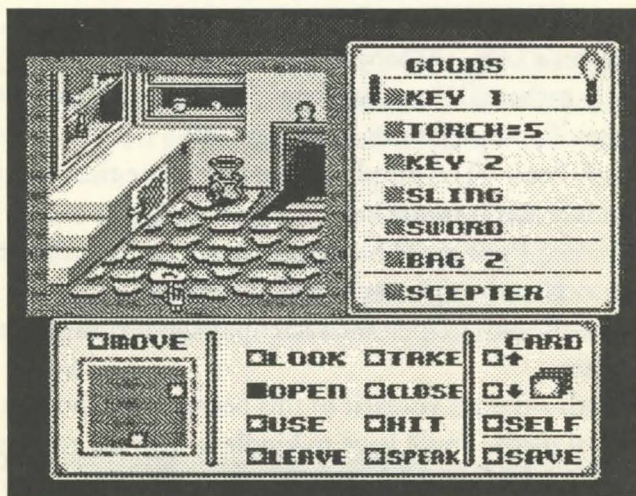 GOODS
KEY 1
TORCH=5
KEY 2
SLING
SWORD
BAG 2
SCEPTER
MOVE
LOOK TAKE
OPEN CLOSE
USE HIT
LEAVE SPEAK
CARD
SELF
SAVE